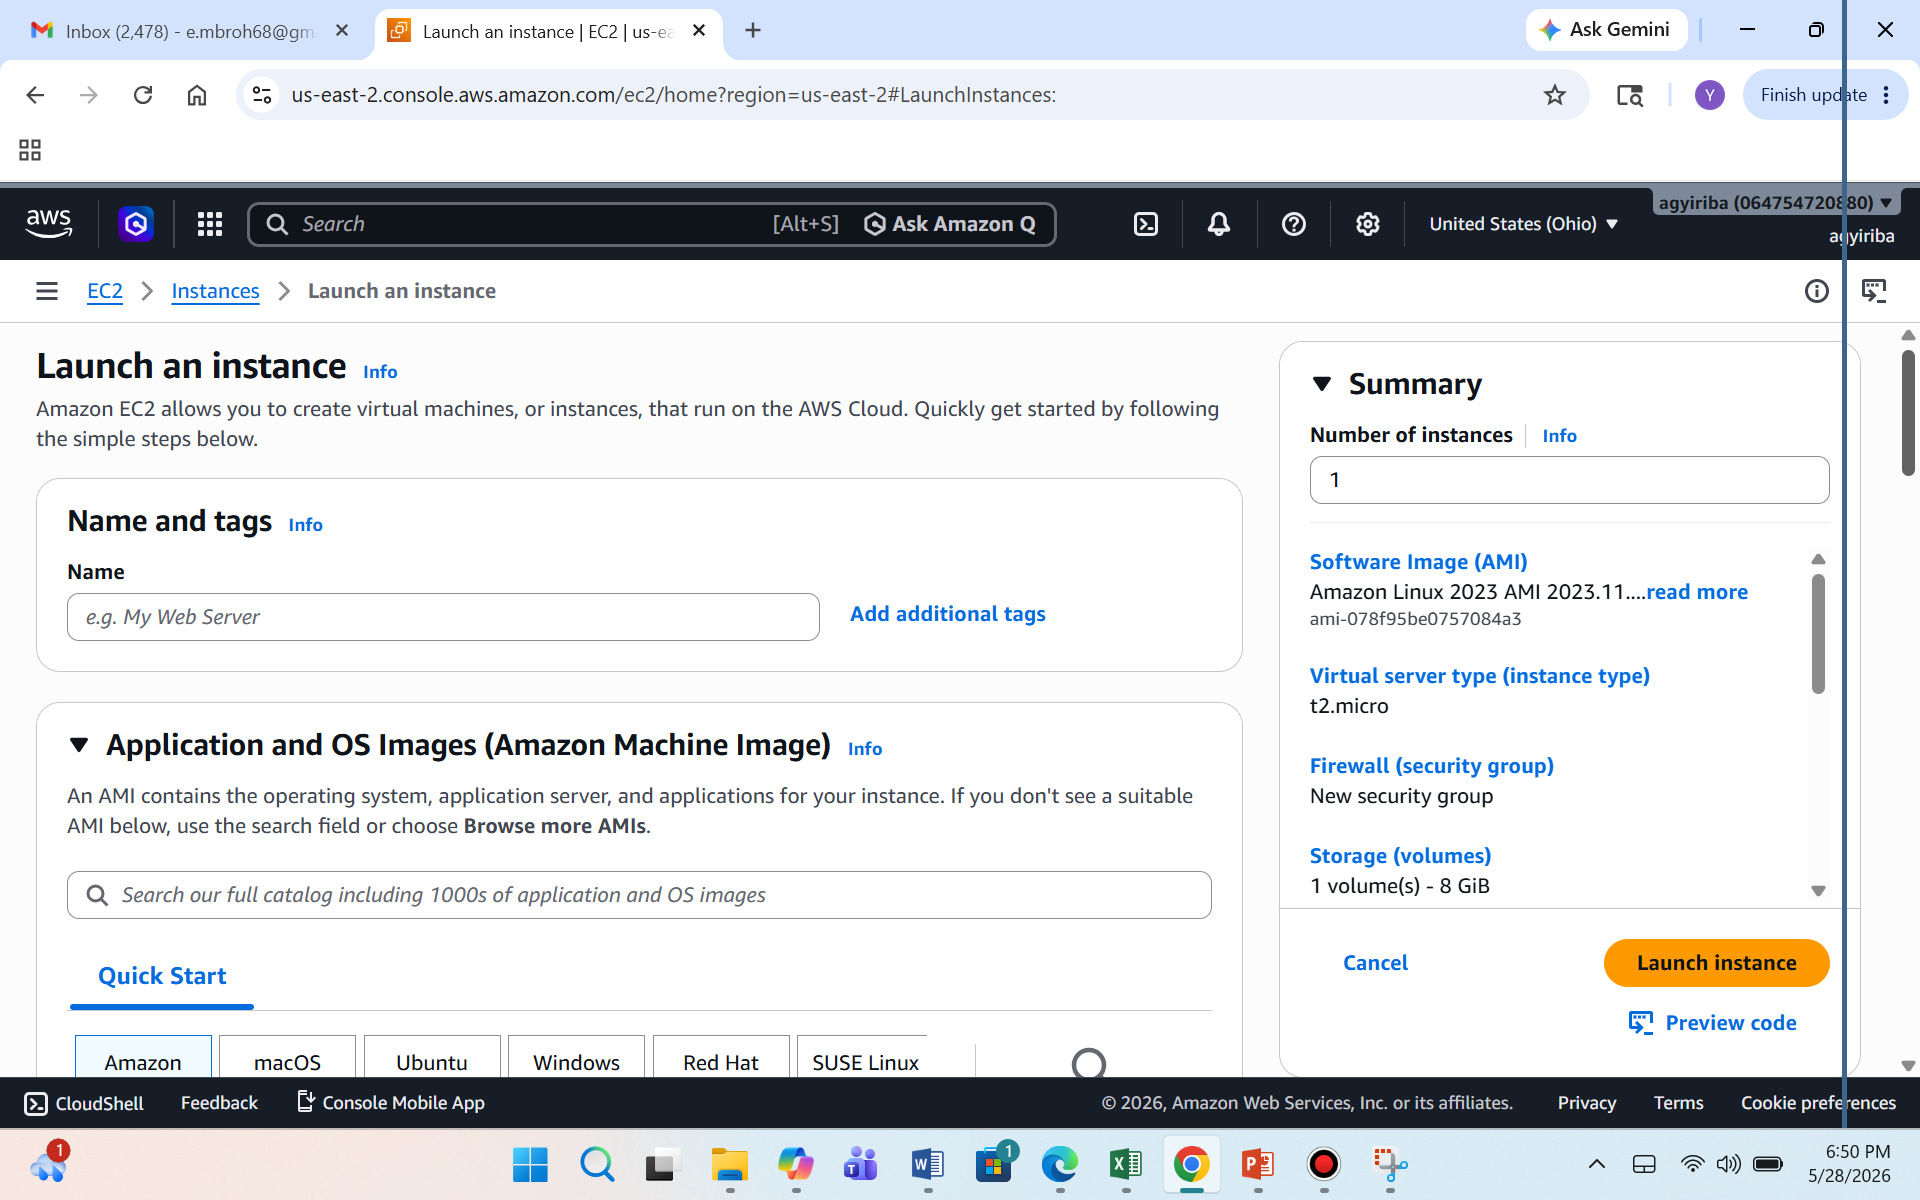 Inbox (2,478) - e.mbroh68@gm
Launch an instance | EC2 | us-ea
Ask Gemini
us-east-2.console.aws.amazon.com/ec2/home?region=us-east-2#LaunchInstances:
Y
Finish update
aws
Search
[Alt+S]
Ask Amazon Q
United States (Ohio)
agyiriba (064754720880)
agyiriba
EC2
Instances
Launch an instance
Launch an instance Info
Amazon EC2 allows you to create virtual machines, or instances, that run on the AWS Cloud. Quickly get started by following
the simple steps below.
Name and tags Info
Name
e.g. My Web Server
Add additional tags
Application and OS Images (Amazon Machine Image) Info
An AMI contains the operating system, application server, and applications for your instance. If you don't see a suitable
AMI below, use the search field or choose Browse more AMIs.
Search our full catalog including 1000s of application and OS images
Quick Start
Amazon
macOS
Ubuntu
Windows
Red Hat
SUSE Linux
Summary
Number of instances Info
1
Software Image (AMI)
Amazon Linux 2023 AMI 2023.11....read more
ami-078f95be0757084a3
Virtual server type (instance type)
t2.micro
Firewall (security group)
New security group
Storage (volumes)
1 volume(s) - 8 GiB
Cancel
Launch instance
Preview code
CloudShell
Feedback
Console Mobile App
© 2026, Amazon Web Services, Inc. or its affiliates.
Privacy
Terms
Cookie preferences
1
1
6:50 PM
5/28/2026